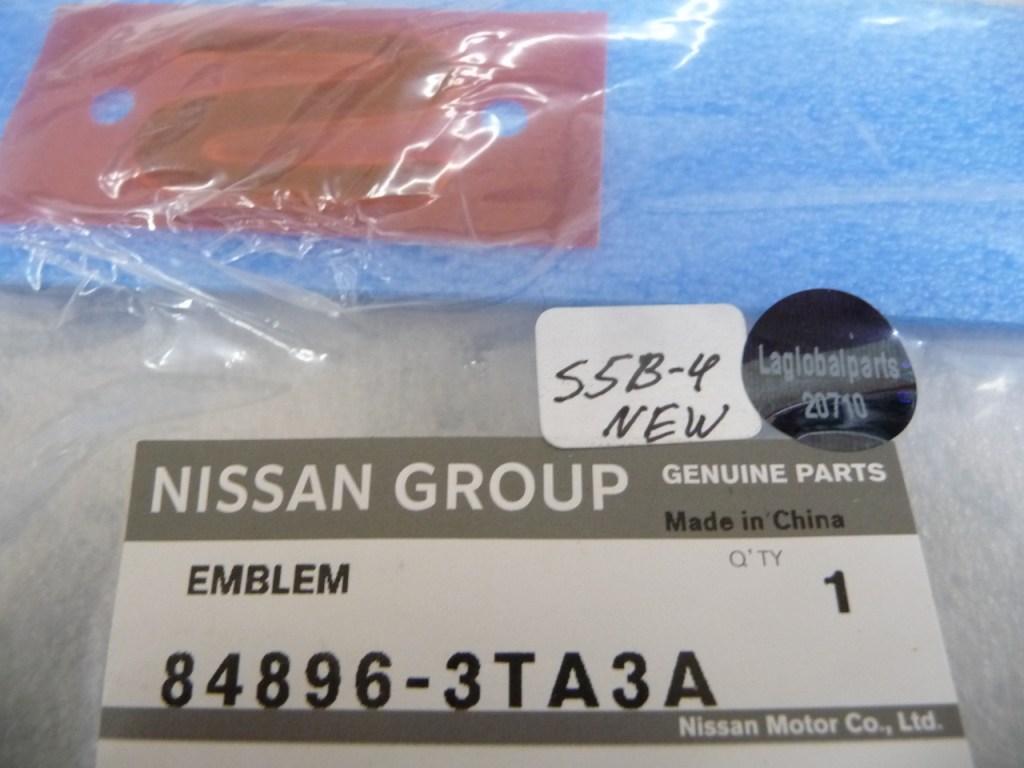 S5B-4
NEW
Laglobalparts
20710
NISSAN GROUP
GENUINE PARTS
Made in China
EMBLEM
Q'TY
1
84896-3TA3A
Nissan Motor Co., Ltd.